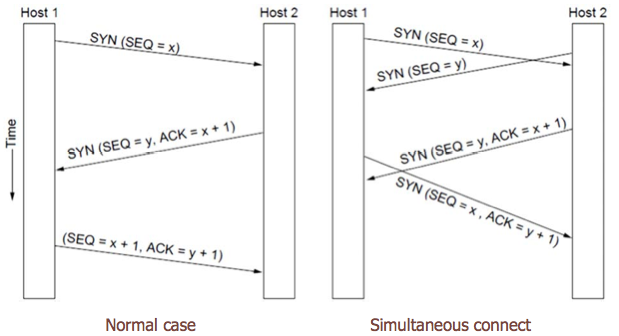 Host 1
Host 2
Time
SYN (SEQ = x)
SYN (SEQ = y, ACK = x + 1)
(SEQ = x + 1, ACK = y + 1)
Normal case
Host 1
Host 2
SYN (SEQ = x)
SYN (SEQ = y)
SYN (SEQ = y, ACK = x + 1)
SYN (SEQ = x , ACK = y + 1)
Simultaneous connect